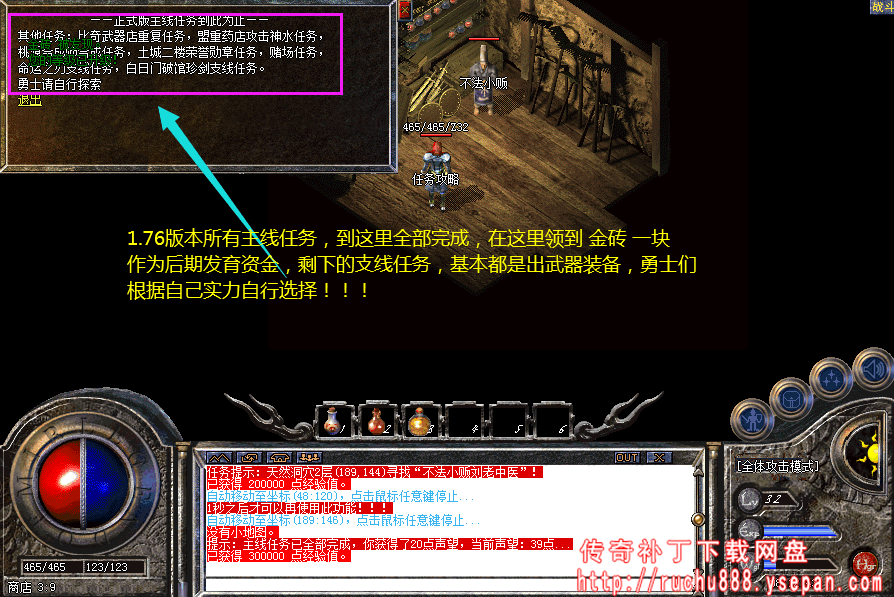 ——正式版主线任务到此为止——
其他任务：比奇武器店重复任务，盟重药店攻击神水任务，
任务，土城二楼荣誉勋章任务，赌场任务，
命运之刃支线任务，白日门破馆珍剑支线任务。
勇士请自行探索
退出
战斗
不法小贩
465/465/Z32
任务攻略
1.76版本所有主线任务，到这里全部完成，在这里领到 金砖 一块
作为后期发育资金，剩下的支线任务，基本都是出武器装备，勇士们
根据自己实力自行选择！！！
1 2 3 4 5 6
OUT
任务提示：天然洞穴2层(189,144)寻找“不法小贩刘老中医”！
已获得 200000 点经验值。
自动移动至坐标(48:120)，点击鼠标任意键停止...
1秒之后才可以再使用此功能！！！
自动移动至坐标(189:146)，点击鼠标任意键停止...
没有小地图。
提示：主线任务已全部完成，你获得了20点声望，当前声望：39点...
已获得 300000 点经验值。
[全体攻击模式]
Lv 32
Exp
465/465 123/123
商店 3:9
传奇补丁下载网盘
http://ruchu888.ysepan.com/